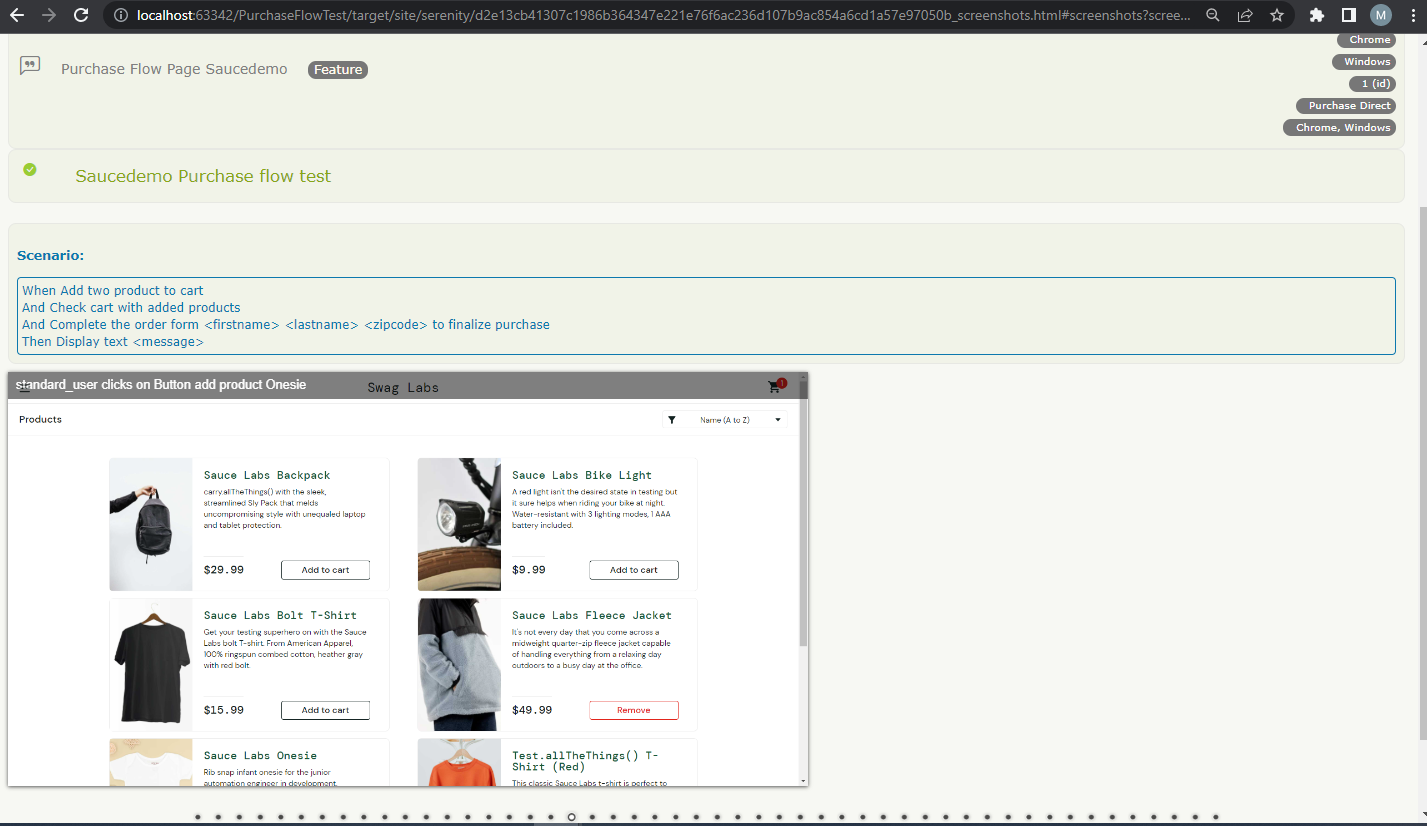 localhost:63342/PurchaseFlowTest/target/site/serenity/d2e13cb41307c1986b364347e221e76f6ac236d107b9ac854a6cd1a57e97050b_screenshots.html#screenshots?scree...
M
Chrome
Purchase Flow Page Saucedemo Feature
Windows
1 (id)
Purchase Direct
Chrome, Windows
Saucedemo Purchase flow test
Scenario:
When Add two product to cart
And Check cart with added products
And Complete the order form <firstname> <lastname> <zipcode> to finalize purchase
Then Display text <message>
standard_user clicks on Button add product Onesie
Swag Labs
1
Products
Name (A to Z)
Sauce Labs Backpack
carry.allTheThings() with the sleek,
streamlined Sly Pack that melds
uncompromising style with unequaled laptop
and tablet protection.
$29.99 Add to cart
Sauce Labs Bike Light
A red light isn't the desired state in testing but
it sure helps when riding your bike at night.
Water-resistant with 3 lighting modes, 1 AAA
battery included.
$9.99 Add to cart
Sauce Labs Bolt T-Shirt
Get your testing superhero on with the Sauce
Labs bolt T-shirt. From American Apparel,
100% ringspun combed cotton, heather gray
with red bolt.
$15.99 Add to cart
Sauce Labs Fleece Jacket
It's not every day that you come across a
midweight quarter-zip fleece jacket capable
of handling everything from a relaxing day
outdoors to a busy day at the office.
$49.99 Remove
Sauce Labs Onesie
Rib snap infant onesie for the junior
automation engineer in development.
Test.allTheThings() T-
Shirt (Red)
This classic Sauce Labs t-shirt is perfect to